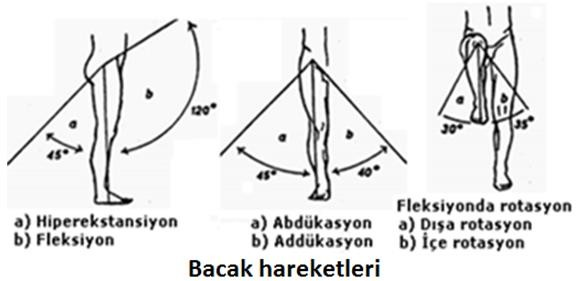 a
b
45°
120°
a) Hiperekstansiyon
b) Fleksiyon
a
b
45°
40°
a) Abdükasyon
b) Addükasyon
a
b
30°
35°
Fleksiyonda rotasyon
a) Dışa rotasyon
b) İçe rotasyon
Bacak hareketleri